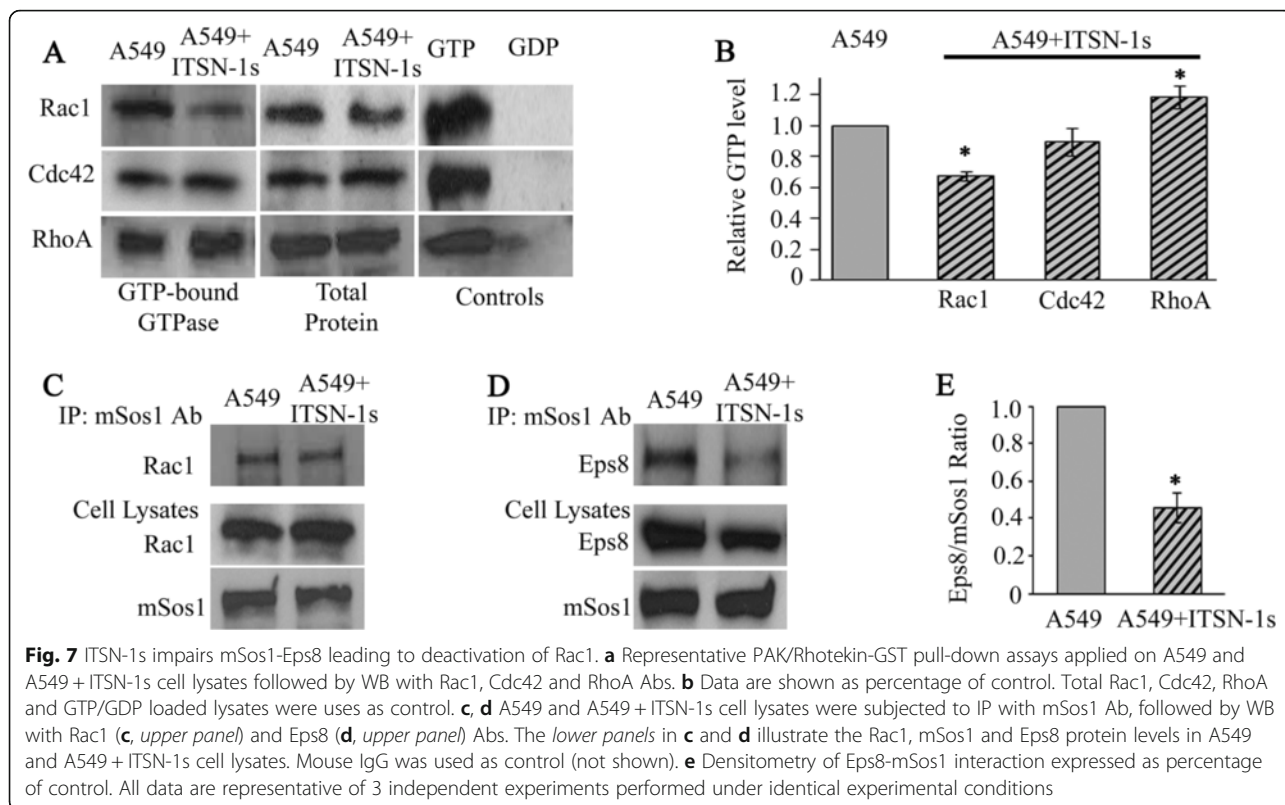 A
A549
A549+
ITSN-1s
A549
A549+
ITSN-1s
GTP
GDP
Rac1
Cdc42
RhoA
GTP-bound
GTPase
Total
Protein
Controls
B
A549
A549+ITSN-1s
Relative GTP level
1.2
1.0
0.8
0.6
0.4
0.2
0
*
*
Rac1
Cdc42
RhoA
C
IP: mSos1 Ab
A549
A549+
ITSN-1s
Rac1
Cell Lysates
Rac1
mSos1
D
IP: mSos1 Ab
A549
A549+
ITSN-1s
Eps8
Cell Lysates
Eps8
mSos1
E
Eps8/mSos1 Ratio
1.0
0.8
0.6
0.4
0.2
0
*
A549
A549+ITSN-1s
Fig. 7 ITSN-1s impairs mSos1-Eps8 leading to deactivation of Rac1. a Representative PAK/Rhotekin-GST pull-down assays applied on A549 and
A549 + ITSN-1s cell lysates followed by WB with Rac1, Cdc42 and RhoA Abs. b Data are shown as percentage of control. Total Rac1, Cdc42, RhoA
and GTP/GDP loaded lysates were uses as control. c, d A549 and A549 + ITSN-1s cell lysates were subjected to IP with mSos1 Ab, followed by WB
with Rac1 (c, upper panel) and Eps8 (d, upper panel) Abs. The lower panels in c and d illustrate the Rac1, mSos1 and Eps8 protein levels in A549
and A549 + ITSN-1s cell lysates. Mouse IgG was used as control (not shown). e Densitometry of Eps8-mSos1 interaction expressed as percentage
of control. All data are representative of 3 independent experiments performed under identical experimental conditions